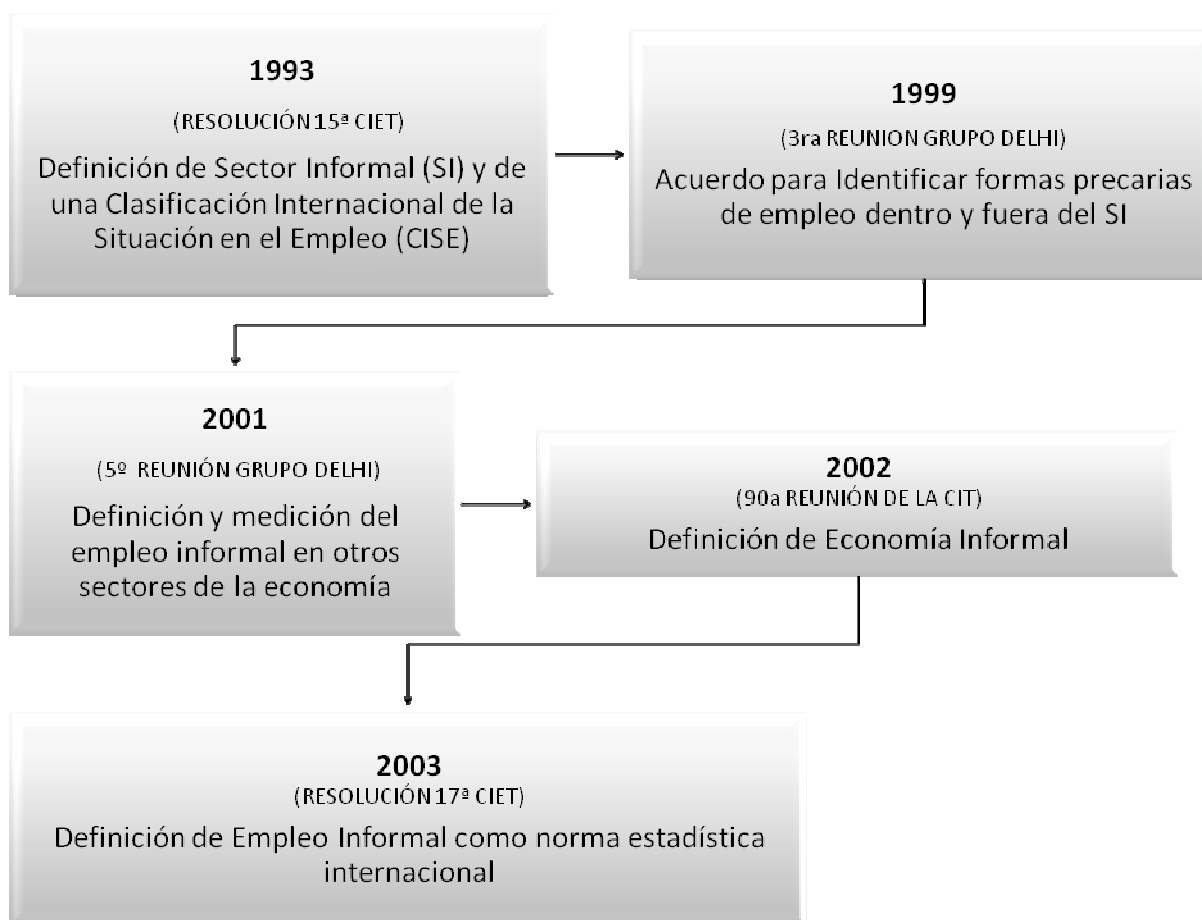 1993
(RESOLUCIÓN 15ª CIET)
Definición de Sector Informal (SI) y de
una Clasificación Internacional de la
Situación en el Empleo (CISE)
1999
(3ra REUNION GRUPO DELHI)
Acuerdo para Identificar formas precarias
de empleo dentro y fuera del SI
2001
(5º REUNIÓN GRUPO DELHI)
Definición y medición del
empleo informal en otros
sectores de la economía
2002
(90a REUNIÓN DE LA CIT)
Definición de Economía Informal
2003
(RESOLUCIÓN 17ª CIET)
Definición de Empleo Informal como norma estadística
internacional